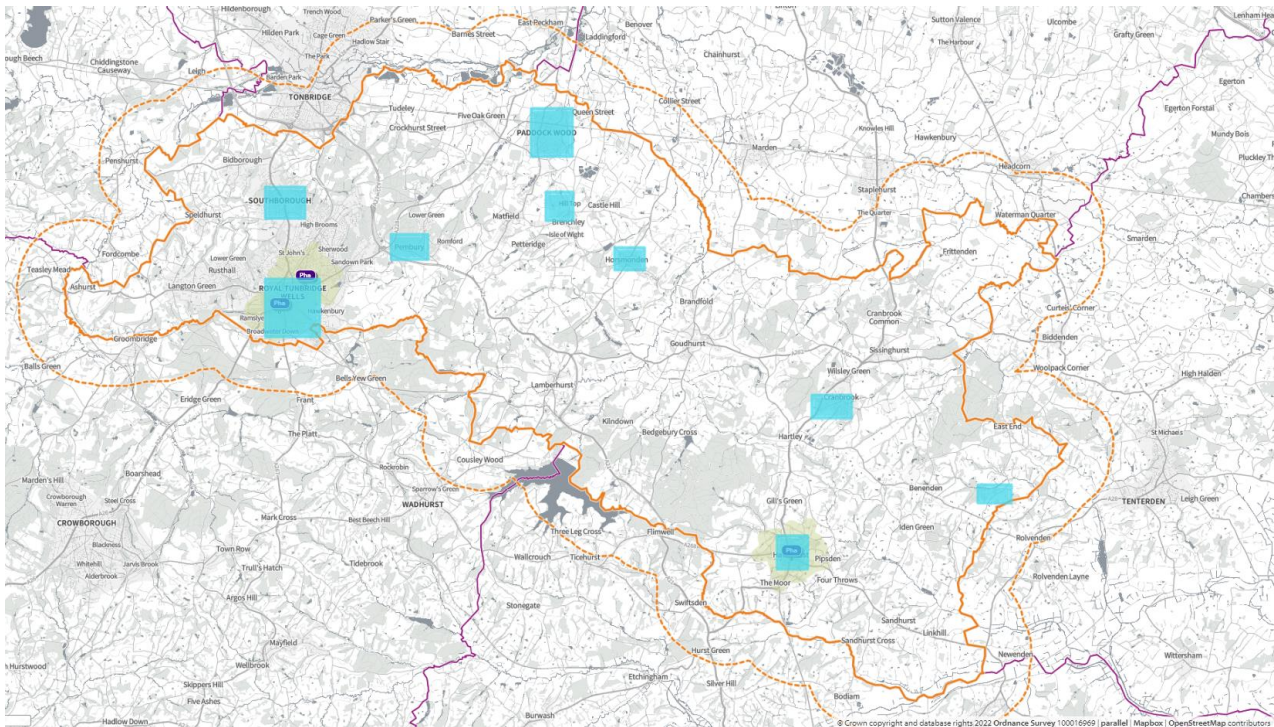 Hildenborough
Trench Wood
Parker's Green
East Peckham
Benover
Linton
Sutton Valence
Ulcombe
Grafty Green
Lenham Hea
Hilden Park
Cage Green
Hadlow Stair
Barnes Street
Laddingford
The Harbour
ough Beech
Chiddingstone
Causeway
The Park
Chainhurst
Leigh
Barden Park
Egerton
TONBRIDGE
Tudeley
Five Oak Green
Queen Street
Collier Street
Egerton Forstal
Crockhurst Street
PADDOCK WOOD
Knowles Hill
Hawkenbury
Mundy Bois
Penshurst
Bidborough
Marden
Headcorn
Pluckley Th
Staplehurst
SOUTHBOROUGH
Hill Top
Castle Hill
Chambers
Speldhurst
High Brooms
Lower Green
Matfield
Brenchley
The Quarter
Waterman Quarter
Isle of Wight
Smarden
Fordcombe
Lower Green
St John's
Sherwood
Pembury
Romford
Petteridge
Frittenden
Teasley Mead
Rusthall
Sandown Park
Horsmonden
Ashurst
Langton Green
Pha
ROYAL TUNBRIDGE
WELLS
Pha
Brandfold
Curteis' Corner
Ramslye
Hawkenbury
Cranbrook
Common
Broadwater Down
Biddenden
Groombridge
Goudhurst
Sissinghurst
Balls Green
Bells Yew Green
Wilsley Green
Woolpack Corner
High Halden
Lamberhurst
Eridge Green
Frant
Cranbrook
Kilndown
Bedgebury Cross
East End
The Platt
Hartley
St Michaels
Cousley Wood
Rockrobin
Marden's Hill
Boarshead
Sparrow's Green
Benenden
Crowborough
Warren
Steel Cross
WADHURST
Gill's Green
TENTERDEN
Leigh Green
CROWBOROUGH
Mark Cross
Best Beech Hill
Three Leg Cross
Flimwell
Iden Green
Blackness
Rolvenden
Town Row
Wallcrouch
Ticehurst
Pha
Pipsden
Whitehill
Jarvis Brook
Tidebrook
Alderbrook
Trull's Hatch
The Moor
Four Throws
Rolvenden Layne
Argos Hill
Stonegate
Swiftsden
Sandhurst
Linkhill
Mayfield
Sandhurst Cross
Hurst Green
Newenden
Wittersham
Hurstwood
Wellbrook
Etchingham
Silver Hill
Skippers Hill
Bodiam
Five Ashes
Hadlow Down
Burwash
© Crown copyright and database rights 2022 Ordnance Survey 100016969 | parallel | Mapbox | OpenStreetMap contributors